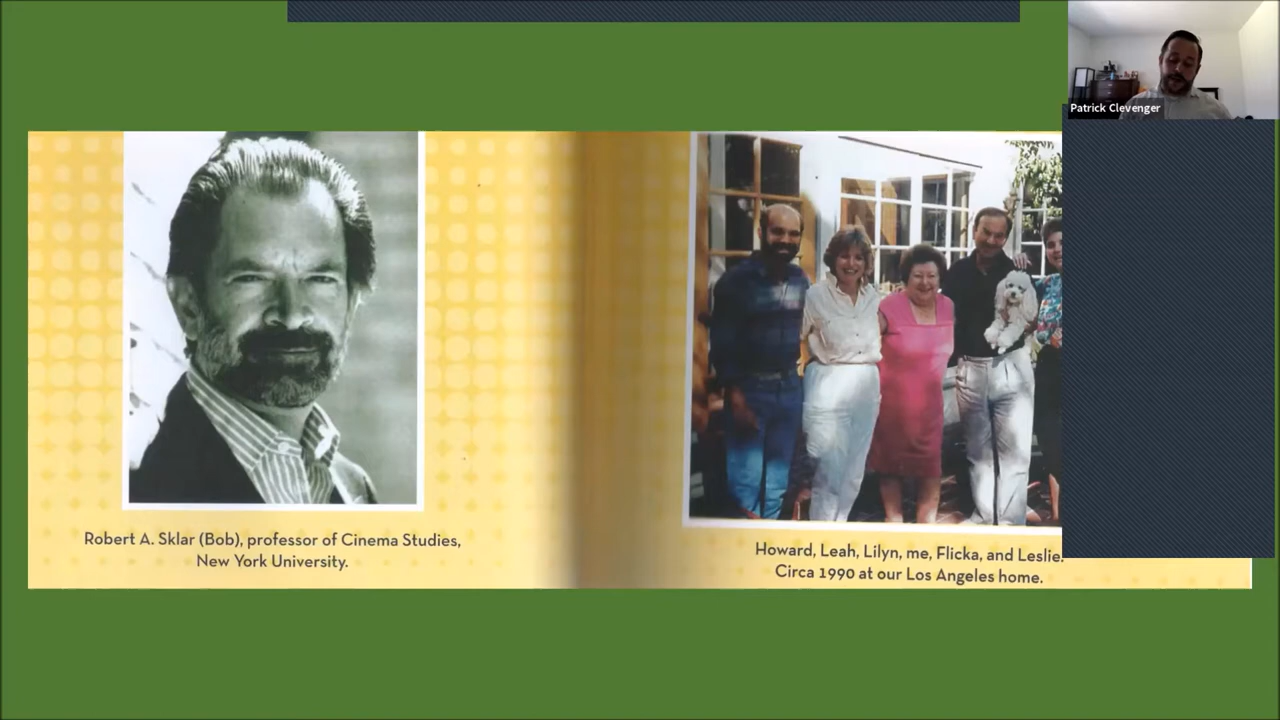 Patrick Clevenger
Robert A. Sklar (Bob), professor of Cinema Studies,
New York University.
Howard, Leah, Lilyn, me, Flicka, and Leslie.
Circa 1990 at our Los Angeles home.